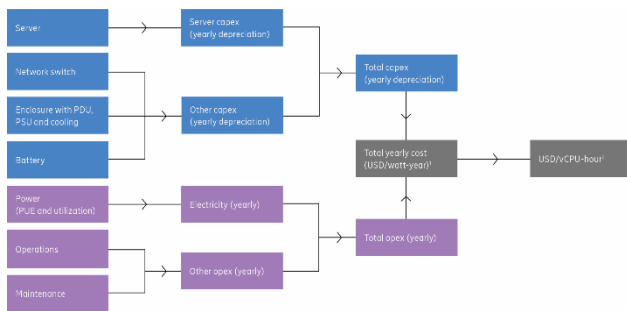 Server
Server capex
(yearly depreciation)
Network switch
Total capex
(yearly depreciation)
Enclosure with PDU,
PSU and cooling
Other capex
(yearly depreciation)
Battery
Total yearly cost
(USD/watt-year)¹
USD/vCPU-hour²
Power
(PUE and utilization)
Electricity (yearly)
Total opex (yearly)
Operations
Other opex (yearly)
Maintenance